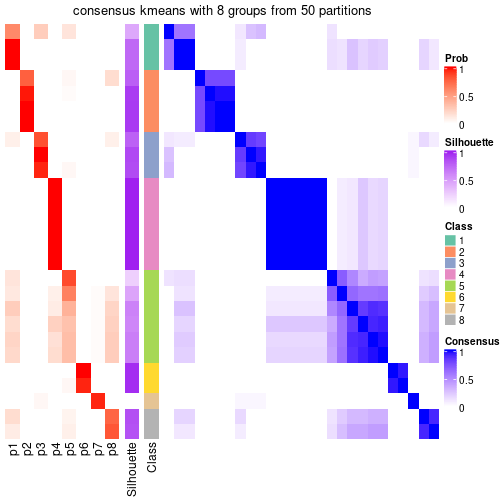 consensus kmeans with 8 groups from 50 partitions
Prob
1
0.5
0
Silhouette
1
0.5
0
Class
1
2
3
4
5
6
7
8
Consensus
1
0.5
0
p1
p2
p3
p4
p5
p6
p7
p8
Silhouette
Class